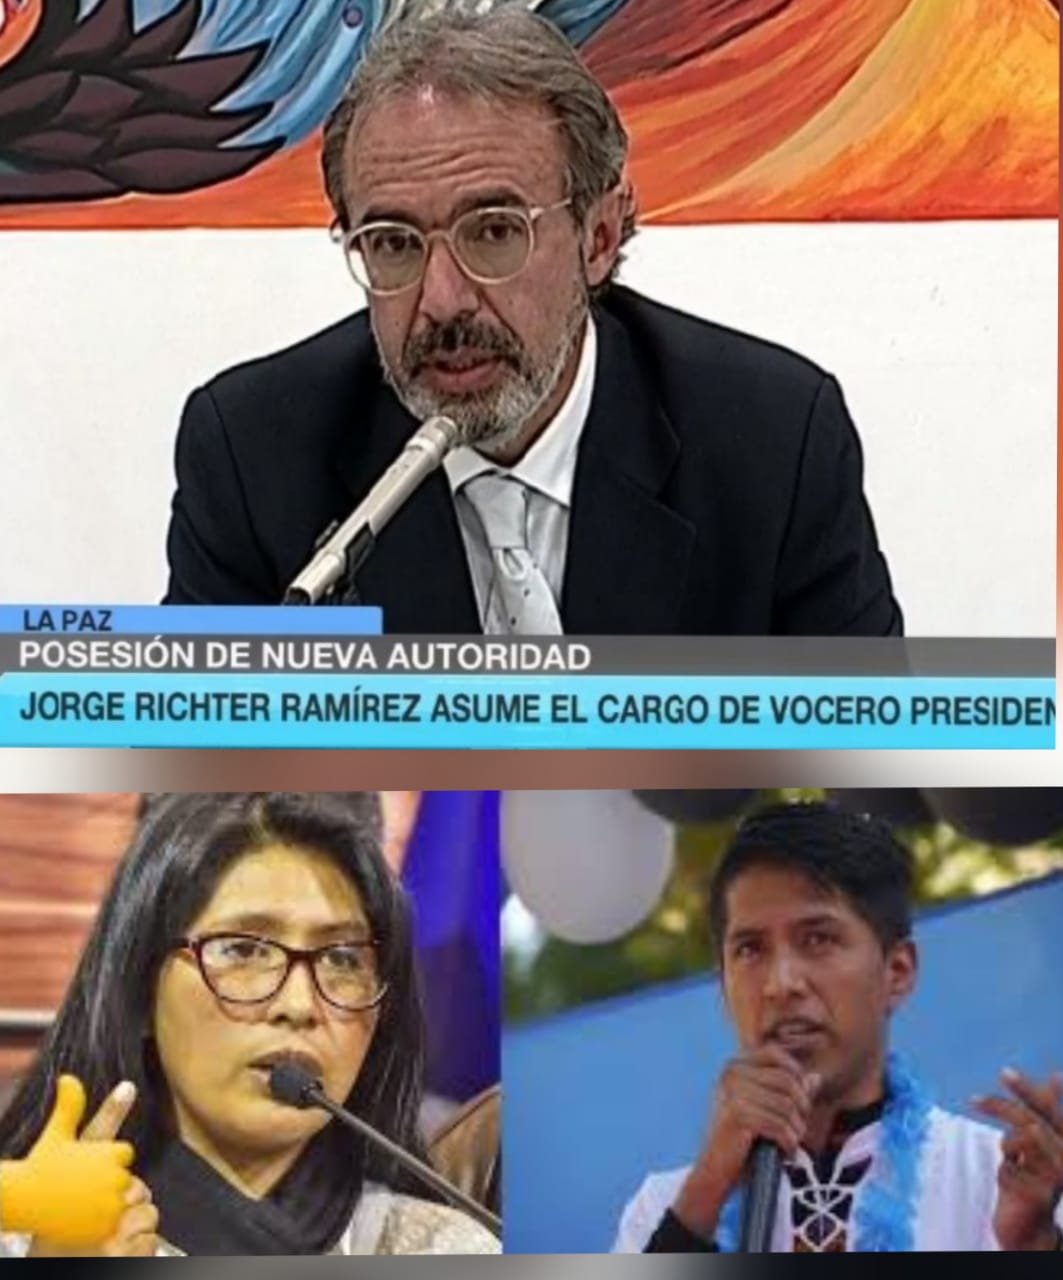 LA PAZ
POSESIÓN DE NUEVA AUTORIDAD
JORGE RICHTER RAMÍREZ ASUME EL CARGO DE VOCERO PRESIDEN